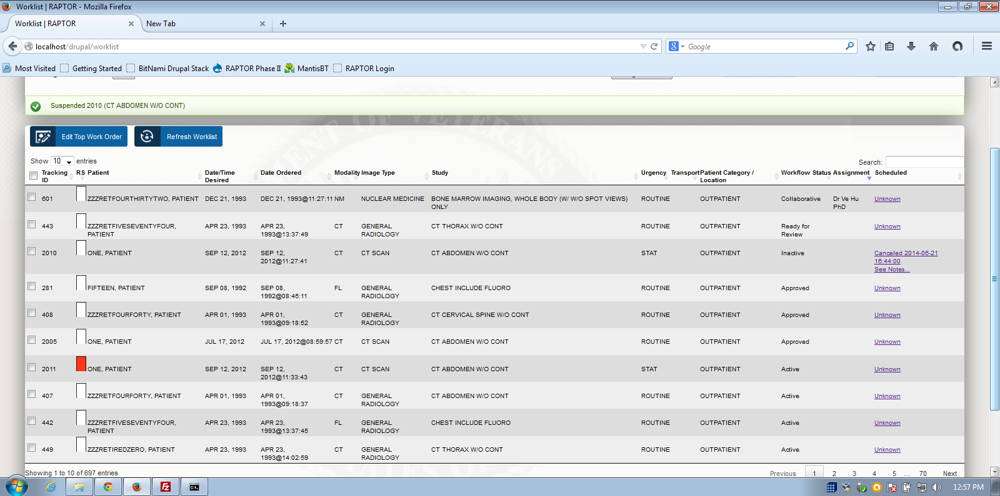 Worklist | RAPTOR - Mozilla Firefox
Worklist | RAPTOR New Tab
localhost/drupal/worklist Google
Most Visited Getting Started BitNami Drupal Stack RAPTOR Phase II MantisBT RAPTOR Login
Suspended 2010 (CT ABDOMEN W/O CONT)
Edit Top Work Order Refresh Worklist
Show 10 entries
Search:
Tracking ID RS Patient Date/Time Desired Date Ordered Modality Image Type Study Urgency Transport Patient Category / Location Workflow Status Assignment Scheduled
601 ZZZRETFOURTHIRTYTWO, PATIENT DEC 21, 1993 DEC 21, 1993@11:27:11 NM NUCLEAR MEDICINE BONE MARROW IMAGING, WHOLE BODY (W/ W/O SPOT VIEWS) ONLY ROUTINE OUTPATIENT Collaborative Dr Ve Hu PhD Unknown
443 ZZZRETFIVESEVENTYFOUR, PATIENT APR 23, 1993 APR 23, 1993@13:37:49 CT GENERAL RADIOLOGY CT THORAX W/O CONT ROUTINE OUTPATIENT Ready for Review Unknown
2010 ONE, PATIENT SEP 12, 2012 SEP 12, 2012@11:27:41 CT CT SCAN CT ABDOMEN W/O CONT STAT OUTPATIENT Inactive Canceled 2014-06-21 16:44:00 See Notes...
281 FIFTEEN, PATIENT SEP 08, 1992 SEP 08, 1992@08:45:11 FL GENERAL RADIOLOGY CHEST INCLUDE FLUORO ROUTINE OUTPATIENT Approved Unknown
408 ZZZRETFOURFORTY, PATIENT APR 01, 1993 APR 01, 1993@09:18:52 CT GENERAL RADIOLOGY CT CERVICAL SPINE W/O CONT ROUTINE OUTPATIENT Approved Unknown
2005 ONE, PATIENT JUL 17, 2012 JUL 17, 2012@08:59:57 CT CT SCAN CT ABDOMEN W/O CONT ROUTINE OUTPATIENT Approved Unknown
2011 ONE, PATIENT SEP 12, 2012 SEP 12, 2012@11:33:43 CT CT SCAN CT ABDOMEN W/O CONT STAT OUTPATIENT Active Unknown
407 ZZZRETFOURFORTY, PATIENT APR 01, 1993 APR 01, 1993@09:18:37 CT GENERAL RADIOLOGY CT ABDOMEN W/O CONT ROUTINE OUTPATIENT Active Unknown
442 ZZZRETFIVESEVENTYFOUR, PATIENT APR 23, 1993 APR 23, 1993@13:37:45 FL GENERAL RADIOLOGY CHEST INCLUDE FLUORO ROUTINE OUTPATIENT Active Unknown
449 ZZZRETIREDZERO, PATIENT APR 23, 1993 APR 23, 1993@14:02:59 CT GENERAL RADIOLOGY CT THORAX W/O CONT ROUTINE OUTPATIENT Active Unknown
Showing 1 to 10 of 697 entries Previous 1 2 3 4 5 ... 70 Next
12:57 PM